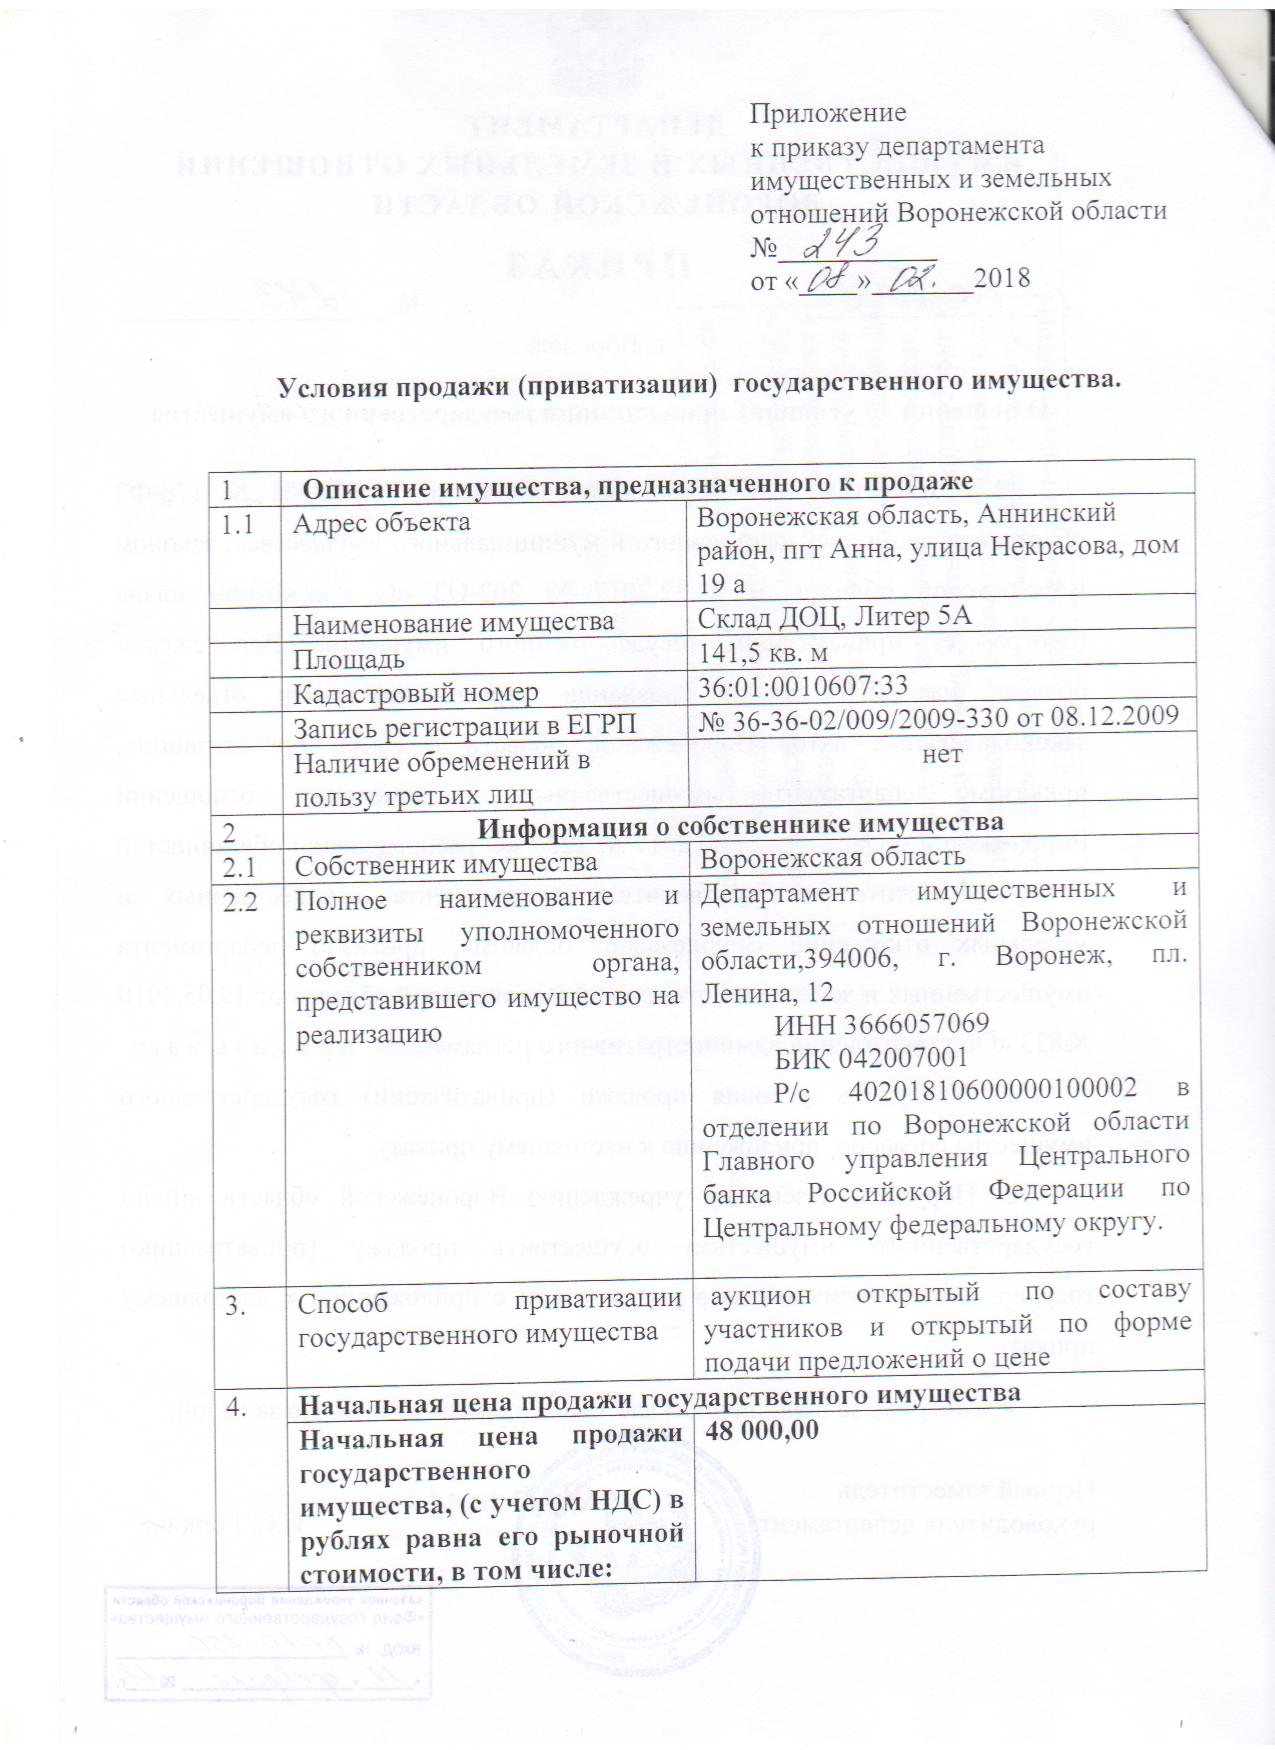 Приложение
к приказу департамента
имущественных и земельных
отношений Воронежской области
№ 243
от « 08 » 02. 2018
Условия продажи (приватизации) государственного имущества.
1 Описание имущества, предназначенного к продаже
1.1 Адрес объекта
Воронежская область, Аннинский
район, пгт Анна, улица Некрасова, дом
19 а
Наименование имущества
Склад ДОЦ, Литер 5А
Площадь
141,5 кв. м
Кадастровый номер
36:01:0010607:33
Запись регистрации в ЕГРП
№ 36-36-02/009/2009-330 от 08.12.2009
Наличие обременений в
пользу третьих лиц
нет
2 Информация о собственнике имущества
2.1 Собственник имущества
Воронежская область
2.2 Полное наименование и
реквизиты уполномоченного
собственником органа,
представившего имущество на
реализацию
Департамент имущественных и
земельных отношений Воронежской
области,394006, г. Воронеж, пл.
Ленина, 12
ИНН 3666057069
БИК 042007001
Р/с 40201810600000100002 в
отделении по Воронежской области
Главного управления Центрального
банка Российской Федерации по
Центральному федеральному округу.
3. Способ приватизации
государственного имущества
аукцион открытый по составу
участников и открытый по форме
подачи предложений о цене
4. Начальная цена продажи государственного имущества
Начальная цена продажи
государственного
имущества, (с учетом НДС) в
рублях равна его рыночной
стоимости, в том числе:
48 000,00